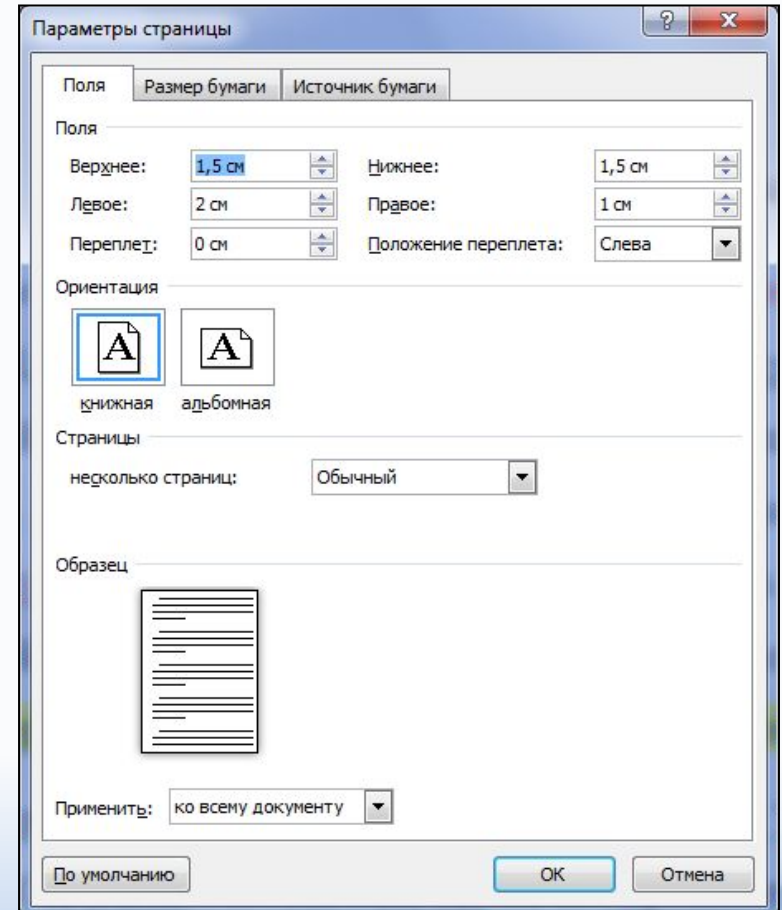 Параметры страницы
Поля Размер бумаги Источник бумаги
Поля
Верхнее: 1,5 см Нижнее: 1,5 см
Левое: 2 см Правое: 1 см
Переплет: 0 см Положение переплета: Слева
Ориентация
A A
книжная альбомная
Страницы
несколько страниц: Обычный
Образец
Применить: ко всему документу
По умолчанию ОК Отмена